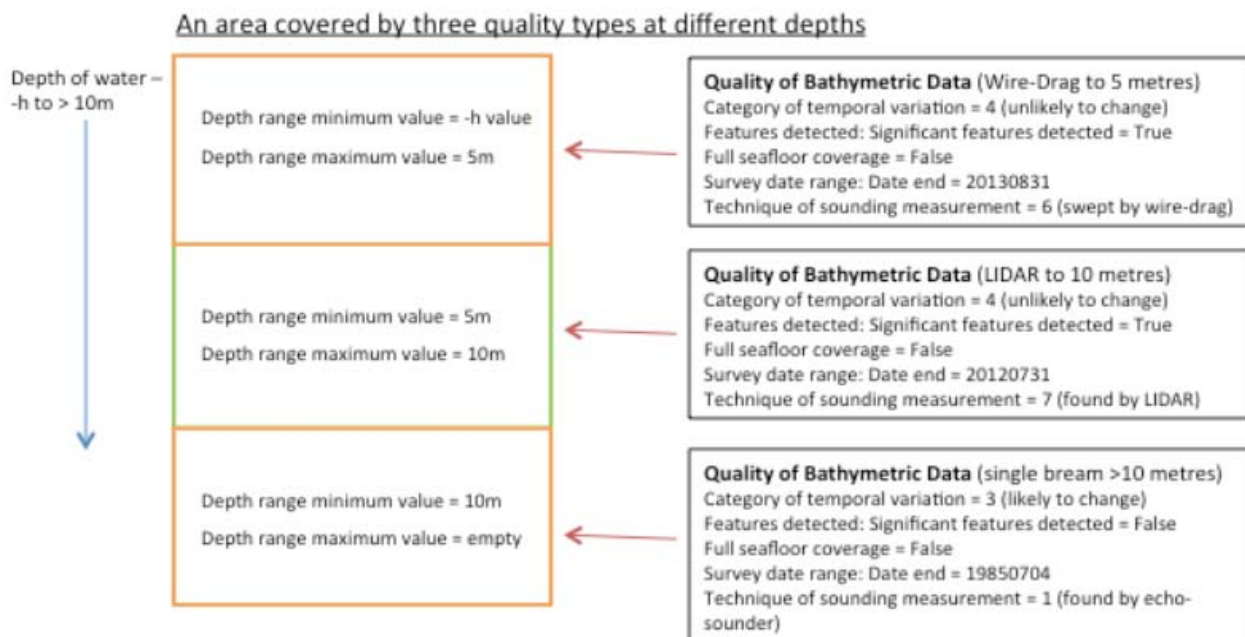 An area covered by three quality types at different depths
Depth of water –
-h to > 10m
Depth range minimum value = -h value
Depth range maximum value = 5m
Quality of Bathymetric Data (Wire-Drag to 5 metres)
Category of temporal variation = 4 (unlikely to change)
Features detected: Significant features detected = True
Full seafloor coverage = False
Survey date range: Date end = 20130831
Technique of sounding measurement = 6 (swept by wire-drag)
Depth range minimum value = 5m
Depth range maximum value = 10m
Quality of Bathymetric Data (LIDAR to 10 metres)
Category of temporal variation = 4 (unlikely to change)
Features detected: Significant features detected = True
Full seafloor coverage = False
Survey date range: Date end = 20120731
Technique of sounding measurement = 7 (found by LIDAR)
Depth range minimum value = 10m
Depth range maximum value = empty
Quality of Bathymetric Data (single bream >10 metres)
Category of temporal variation = 3 (likely to change)
Features detected: Significant features detected = False
Full seafloor coverage = False
Survey date range: Date end = 19850704
Technique of sounding measurement = 1 (found by echo-
sounder)